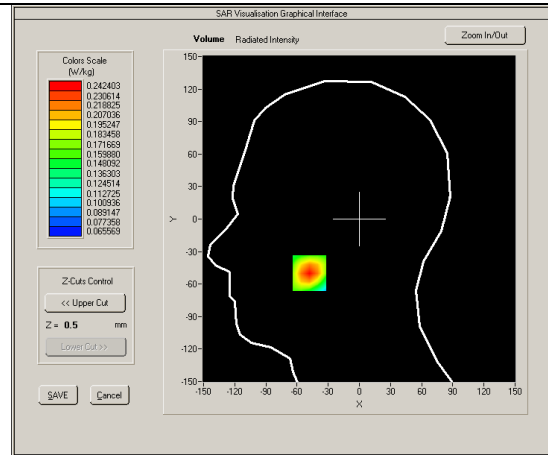 SAR Visualisation Graphical Interface
Volume Radiated Intensity
Zoom In/Out
Colors Scale
(W/kg)
0.242403
0.230614
0.218825
0.207036
0.195247
0.183458
0.171669
0.159880
0.148092
0.136303
0.124514
0.112725
0.100936
0.089147
0.077358
0.065569
Z-Cuts Control
<< Upper Cut
Z = 0.5 mm
Lower Cut >>
SAVE Cancel
150-
120-
90-
60-
30-
0-
-30-
-60-
-90-
-120-
-150-
Y
-150 -120 -90 -60 -30 0 30 60 90 120 150
X